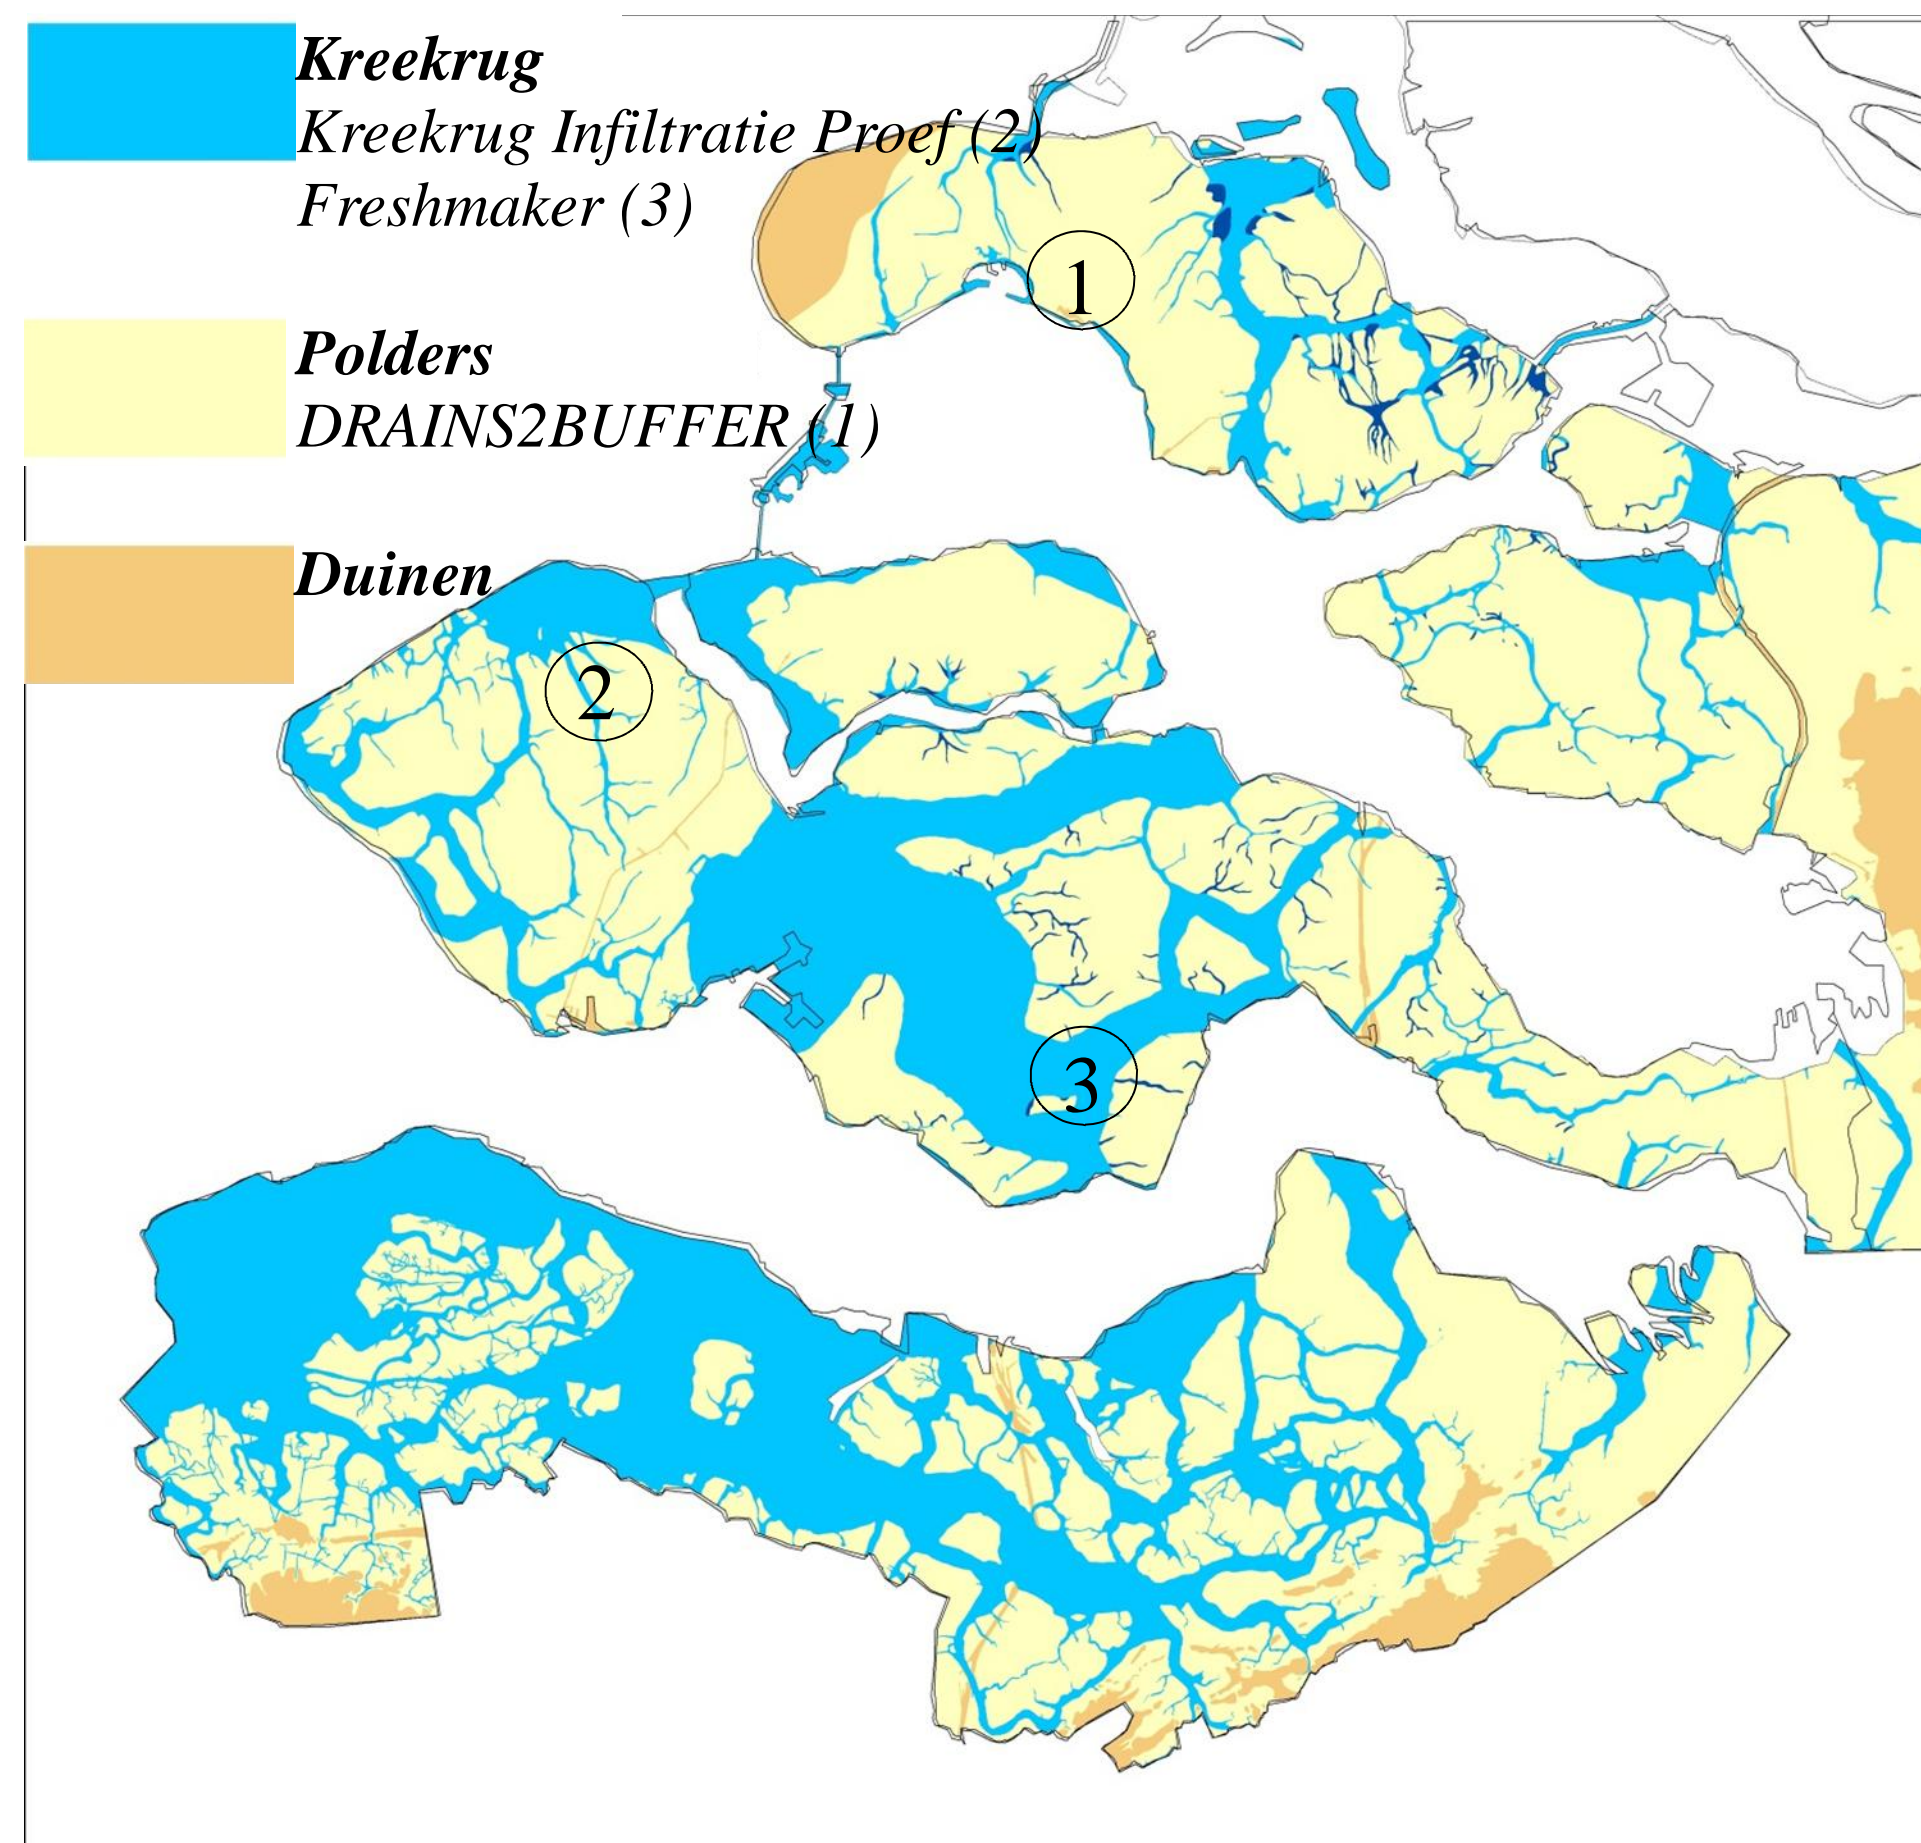 Kreekrug
Kreekrug Infiltratie Proef (2)
Freshmaker (3)
Polders
DRAINS2BUFFER (1)
Duinen
1
2
3